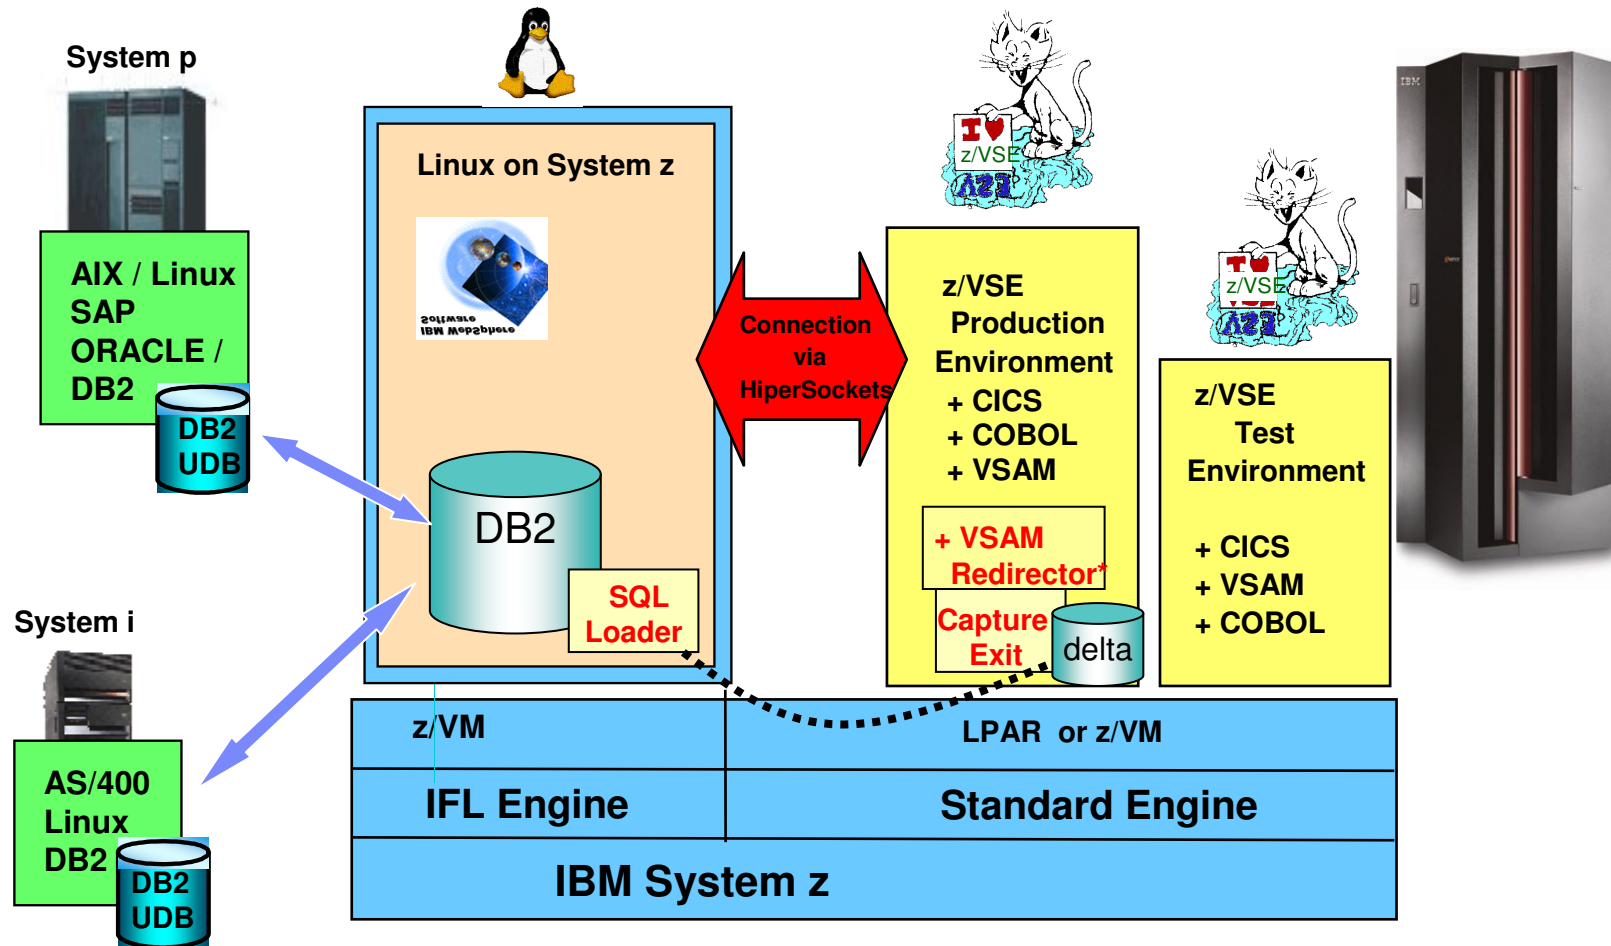 System p
AIX / Linux
SAP
ORACLE /
DB2
DB2
UDB
System i
AS/400
Linux
DB2
DB2
UDB
Linux on System z
IBM WebSphere
Software
DB2
SQL
Loader
Connection
via
HiperSockets
I ♥
z/VSE
VSE
z/VSE
Production
Environment
+ CICS
+ COBOL
+ VSAM
+ VSAM
Redirector*
Capture
Exit
delta
I ♥
z/VSE
VSE
z/VSE
Test
Environment
+ CICS
+ VSAM
+ COBOL
IBM
z/VM
LPAR or z/VM
IFL Engine
Standard Engine
IBM System z